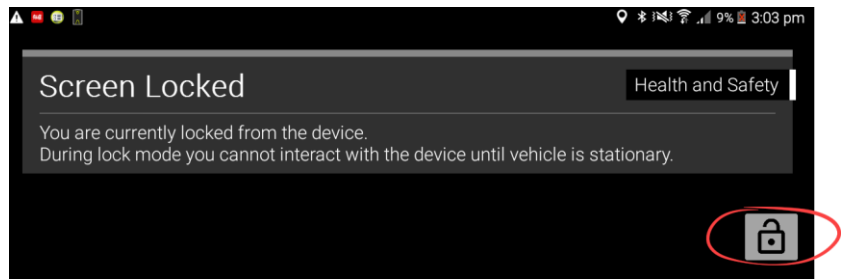 9% 3:03 pm
Screen Locked
Health and Safety
You are currently locked from the device.
During lock mode you cannot interact with the device until vehicle is stationary.